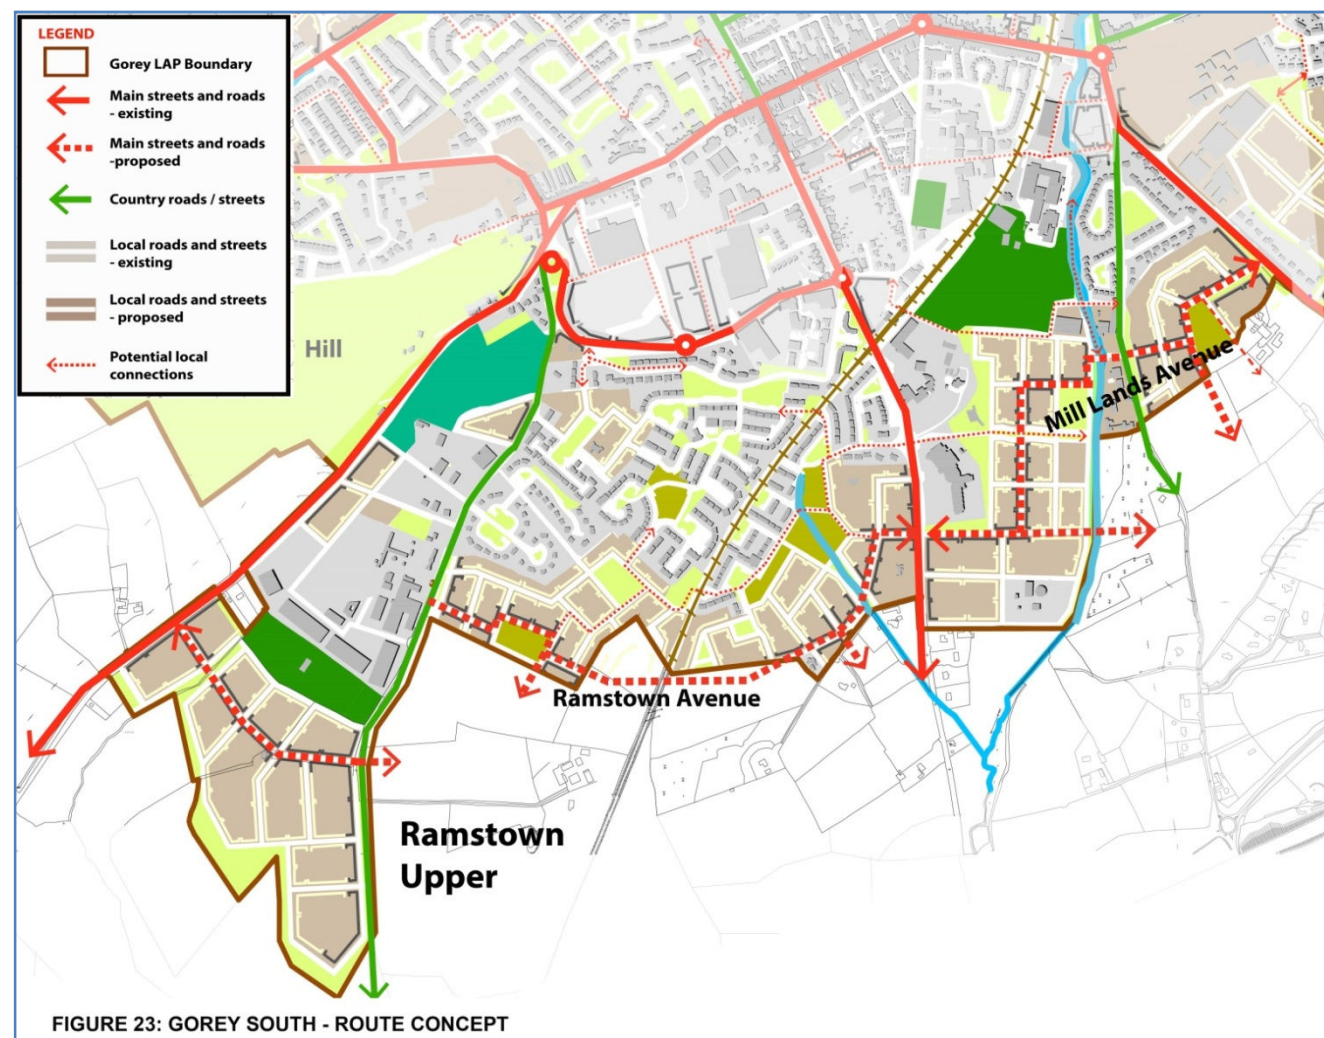 LEGEND
Gorey LAP Boundary
Main streets and roads
- existing
Main streets and roads
-proposed
Country roads / streets
Local roads and streets
- existing
Local roads and streets
- proposed
Potential local
connections
Hill
Mill Lands Avenue
Ramstown Avenue
Ramstown
Upper
FIGURE 23: GOREY SOUTH - ROUTE CONCEPT